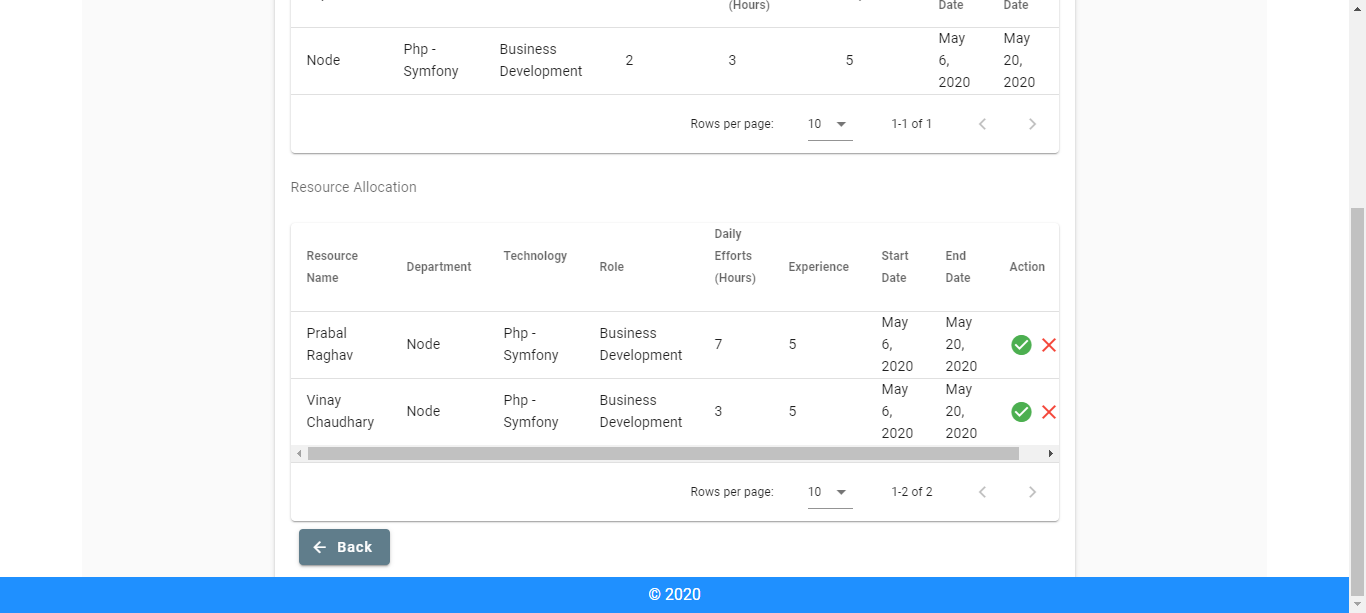 (Hours) Date Date
Node Php - Symfony Business Development 2 3 5 May 6, 2020 May 20, 2020
Rows per page: 10 1-1 of 1
Resource Allocation
Resource Name Department Technology Role Daily Efforts (Hours) Experience Start Date End Date Action
Prabal Raghav Node Php - Symfony Business Development 7 5 May 6, 2020 May 20, 2020
Vinay Chaudhary Node Php - Symfony Business Development 3 5 May 6, 2020 May 20, 2020
Rows per page: 10 1-2 of 2
Back
© 2020